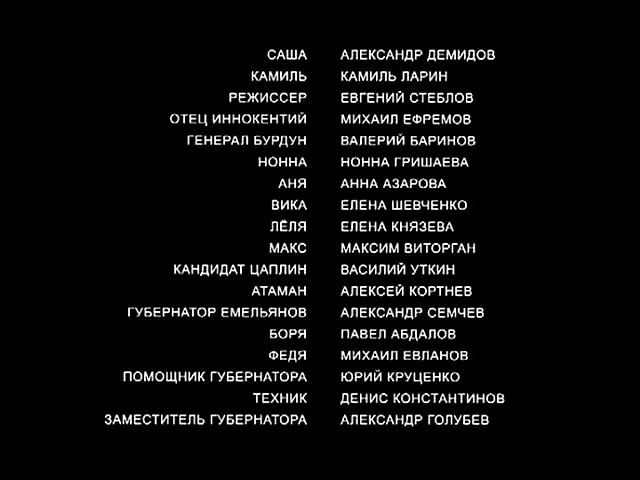 САША АЛЕКСАНДР ДЕМИДОВ
КАМИЛЬ КАМИЛЬ ЛАРИН
РЕЖИССЕР ЕВГЕНИЙ СТЕБЛОВ
ОТЕЦ ИННОКЕНТИЙ МИХАИЛ ЕФРЕМОВ
ГЕНЕРАЛ БУРДУН ВАЛЕРИЙ БАРИНОВ
НОННА НОННА ГРИШАЕВА
АНЯ АННА АЗАРОВА
ВИКА ЕЛЕНА ШЕВЧЕНКО
ЛЁЛЯ ЕЛЕНА КНЯЗЕВА
МАКС МАКСИМ ВИТОРГАН
КАНДИДАТ ЦАПЛИН ВАСИЛИЙ УТКИН
АТАМАН АЛЕКСЕЙ КОРТНЕВ
ГУБЕРНАТОР ЕМЕЛЬЯНОВ АЛЕКСАНДР СЕМЧЕВ
БОРЯ ПАВЕЛ АБДАЛОВ
ФЕДЯ МИХАИЛ ЕВЛАНОВ
ПОМОЩНИК ГУБЕРНАТОРА ЮРИЙ КРУЦЕНКО
ТЕХНИК ДЕНИС КОНСТАНТИНОВ
ЗАМЕСТИТЕЛЬ ГУБЕРНАТОРА АЛЕКСАНДР ГОЛУБЕВ